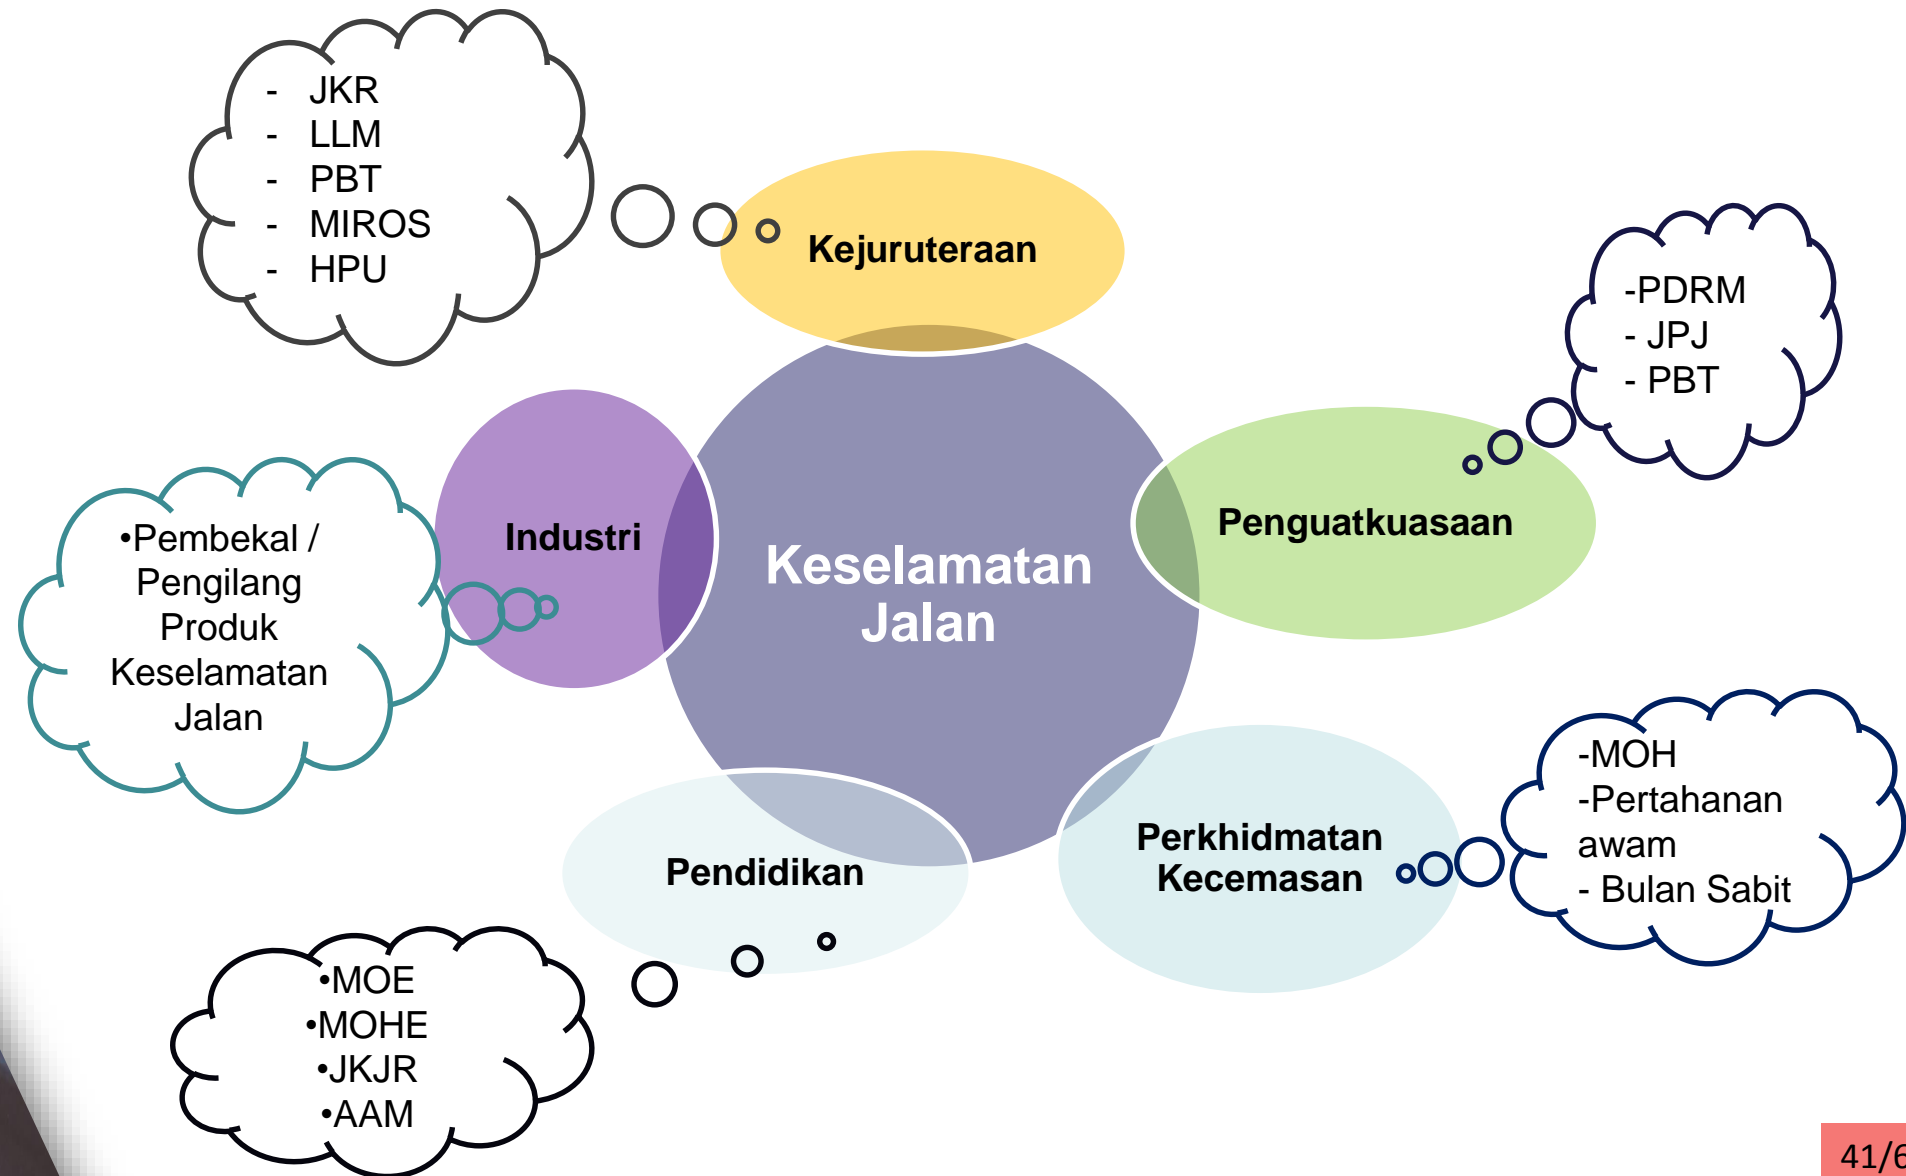 - JKR
- LLM
- PBT
- MIROS
- HPU
Kejuruteraan
-PDRM
- JPJ
- PBT
Penguatkuasaan
Industri
•Pembekal /
Pengilang
Produk
Keselamatan
Jalan
Keselamatan
Jalan
-MOH
-Pertahanan
awam
- Bulan Sabit
Perkhidmatan
Kecemasan
Pendidikan
•MOE
•MOHE
•JKJR
•AAM
41/6